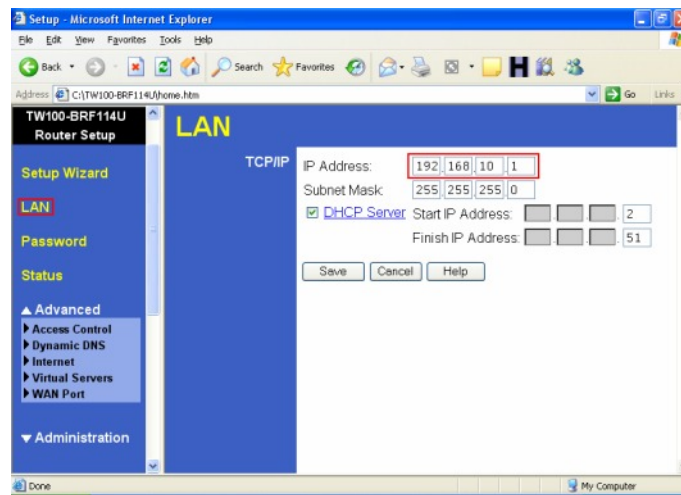 Setup - Microsoft Internet Explorer
File Edit View Favorites Tools Help
Back Search Favorites
Address C:\TW100-BRF114U\home.htm Go Links
TW100-BRF114U
Router Setup
Setup Wizard
LAN
Password
Status
Advanced
Access Control
Dynamic DNS
Internet
Virtual Servers
WAN Port
Administration
LAN
TCP/IP
IP Address: 192 . 168 . 10 . 1
Subnet Mask: 255 . 255 . 255 . 0
DHCP Server Start IP Address: . . . 2
Finish IP Address: . . . 51
Save Cancel Help
Done My Computer